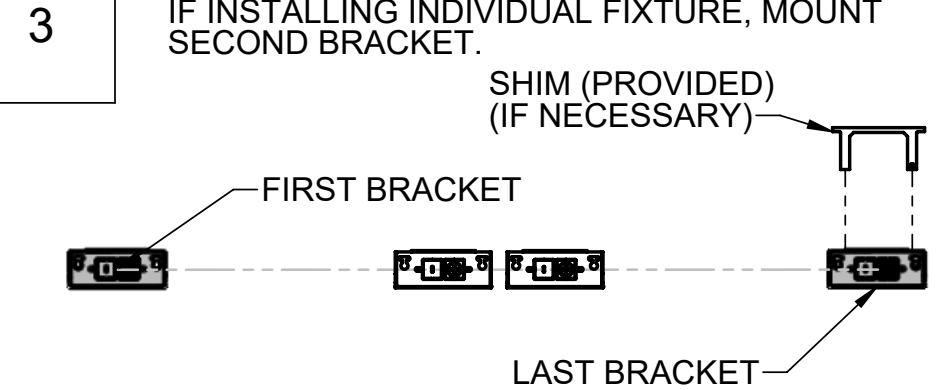 3
IF INSTALLING INDIVIDUAL FIXTURE, MOUNT
SECOND BRACKET.
SHIM (PROVIDED)
(IF NECESSARY)
FIRST BRACKET
LAST BRACKET